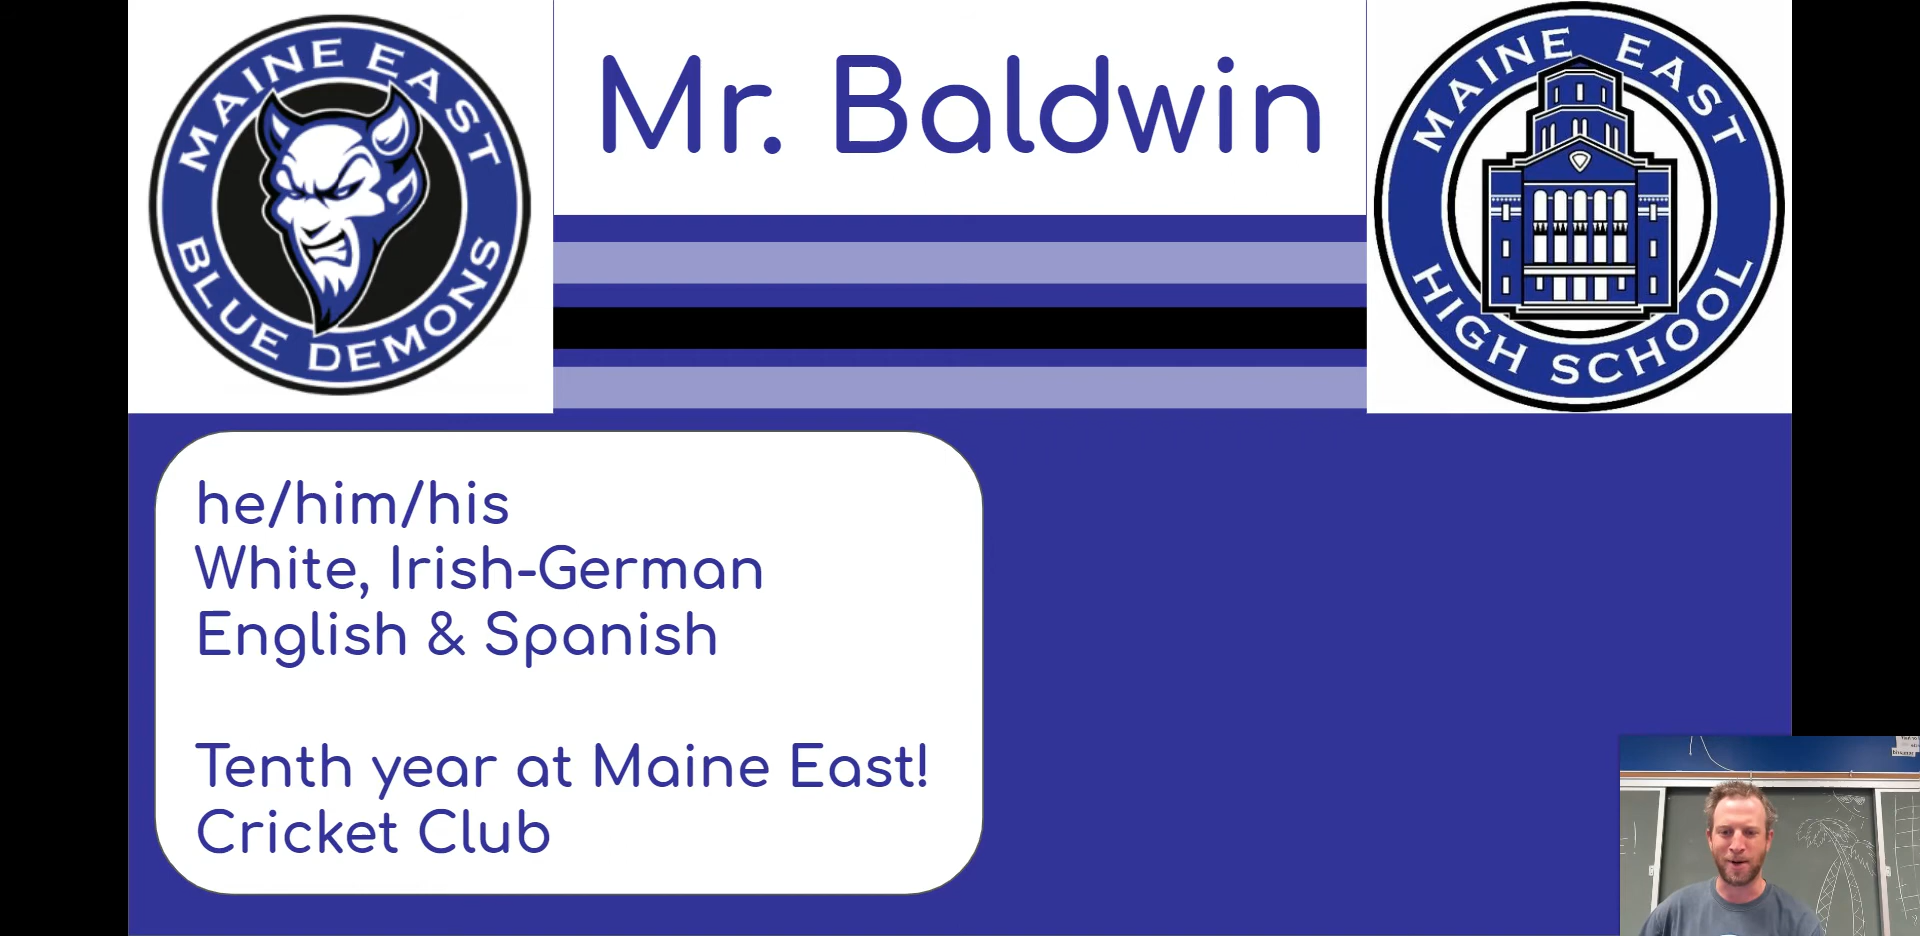 MAINE EAST
BLUE DEMONS
Mr. Baldwin
MAINE EAST
HIGH SCHOOL
he/him/his
White, Irish-German
English & Spanish
Tenth year at Maine East!
Cricket Club